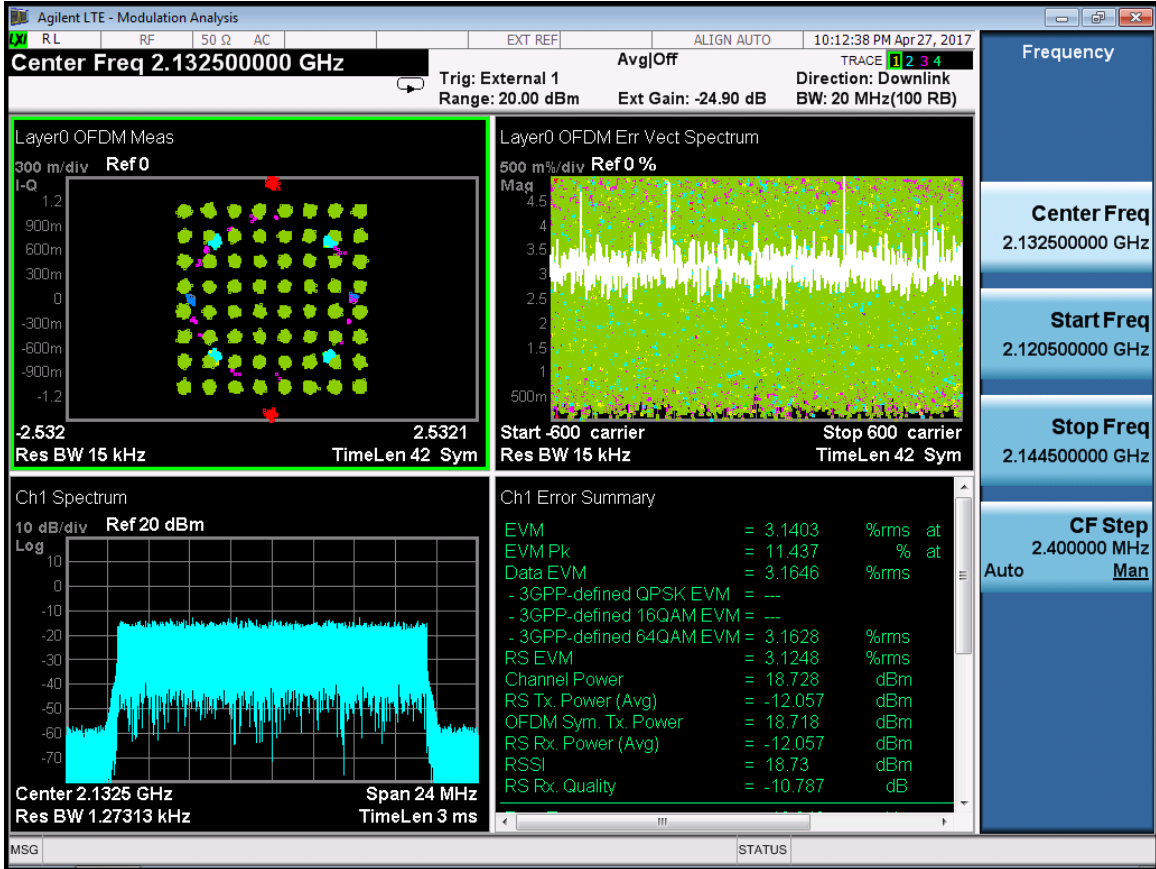 Agilent LTE - Modulation Analysis
LXI RL RF 50 Ω AC EXT REF ALIGN AUTO 10:12:38 PM Apr 27, 2017
Center Freq 2.132500000 GHz
Avg|Off
TRACE 1 2 3 4
Trig: External 1
Direction: Downlink
Range: 20.00 dBm Ext Gain: -24.90 dB BW: 20 MHz(100 RB)
Layer0 OFDM Meas
300 m/div Ref 0
I-Q
1.2
900m
600m
300m
0
-300m
-600m
-900m
-1.2
-2.532 2.5321
Res BW 15 kHz TimeLen 42 Sym
Layer0 OFDM Err Vect Spectrum
500 m%/div Ref 0 %
Mag
4.5
4
3.5
3
2.5
2
1.5
1
500m
Start -600 carrier Stop 600 carrier
Res BW 15 kHz TimeLen 42 Sym
Ch1 Spectrum
10 dB/div Ref 20 dBm
Log
10
0
-10
-20
-30
-40
-50
-60
-70
Center 2.1325 GHz Span 24 MHz
Res BW 1.27313 kHz TimeLen 3 ms
Ch1 Error Summary
EVM = 3.1403 %rms at
EVM Pk = 11.437 % at
Data EVM = 3.1646 %rms
- 3GPP-defined QPSK EVM = ---
- 3GPP-defined 16QAM EVM = ---
- 3GPP-defined 64QAM EVM = 3.1628 %rms
RS EVM = 3.1248 %rms
Channel Power = 18.728 dBm
RS Tx. Power (Avg) = -12.057 dBm
OFDM Sym. Tx. Power = 18.718 dBm
RS Rx. Power (Avg) = -12.057 dBm
RSSI = 18.73 dBm
RS Rx. Quality = -10.787 dB
Frequency
Center Freq
2.132500000 GHz
Start Freq
2.120500000 GHz
Stop Freq
2.144500000 GHz
CF Step
2.400000 MHz
Auto Man
MSG STATUS